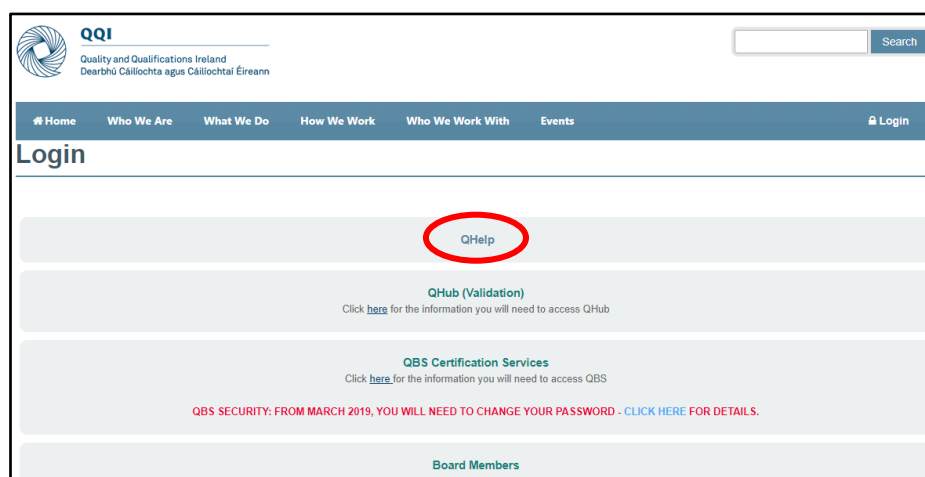 QQI
Quality and Qualifications Ireland
Dearbhú Cáilíochta agus Cáilíochtaí Éireann
Search
Home Who We Are What We Do How We Work Who We Work With Events Login
Login
QHelp
QHub (Validation)
Click here for the information you will need to access QHub
QBS Certification Services
Click here for the information you will need to access QBS
QBS SECURITY: FROM MARCH 2019, YOU WILL NEED TO CHANGE YOUR PASSWORD - CLICK HERE FOR DETAILS.
Board Members